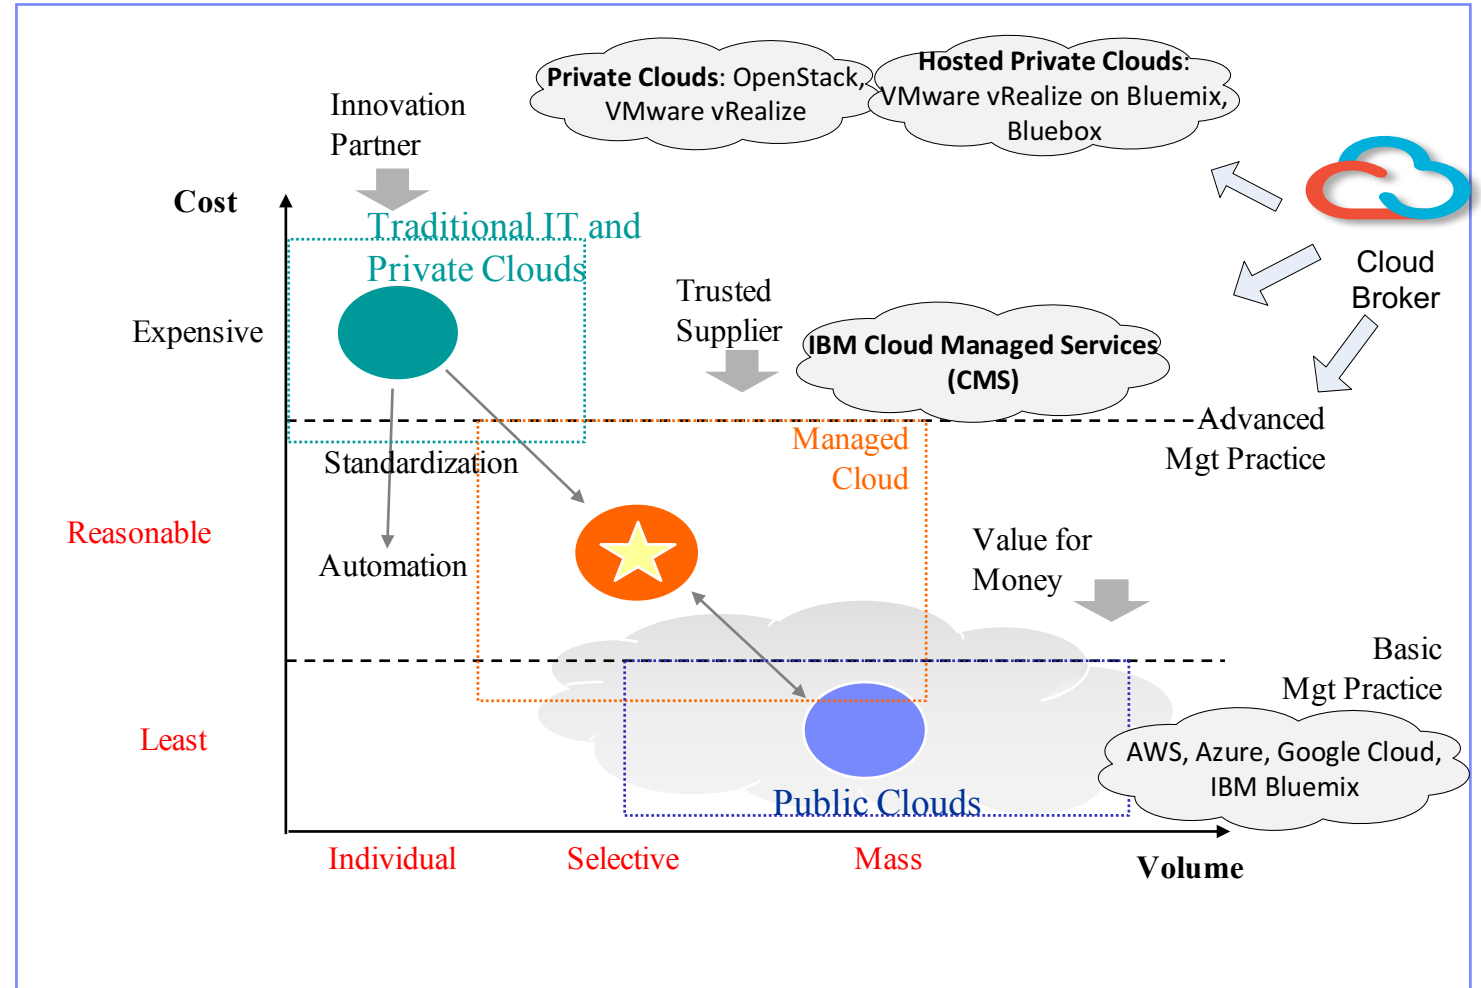 Private Clouds: OpenStack,
VMware vRealize
Hosted Private Clouds:
VMware vRealize on Bluemix,
Bluebox
Innovation
Partner
Cost
Traditional IT and
Private Clouds
Cloud
Broker
Trusted
Supplier
Expensive
IBM Cloud Managed Services
(CMS)
Advanced
Mgt Practice
Managed
Cloud
Standardization
Reasonable
Automation
Value for
Money
Basic
Mgt Practice
Least
AWS, Azure, Google Cloud,
IBM Bluemix
Public Clouds
Individual
Selective
Mass
Volume